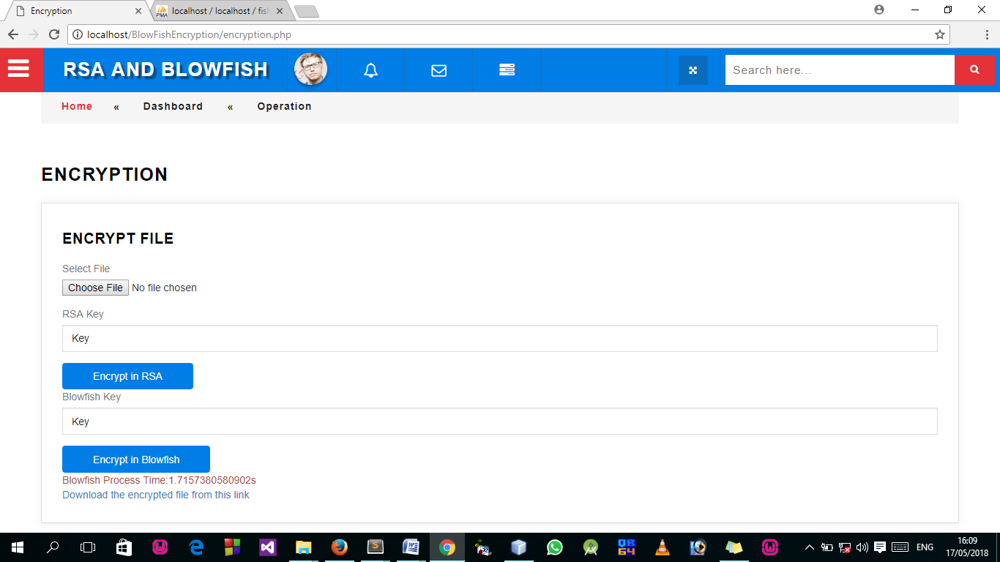 Encryption
localhost / localhost / fish
localhost/BlowFishEncryption/encryption.php
RSA AND BLOWFISH
Search here...
Home « Dashboard « Operation
ENCRYPTION
ENCRYPT FILE
Select File
Choose File No file chosen
RSA Key
Key
Encrypt in RSA
Blowfish Key
Key
Encrypt in Blowfish
Blowfish Process Time:1.7157380580902s
Download the encrypted file from this link
ENG
16:09
17/05/2018